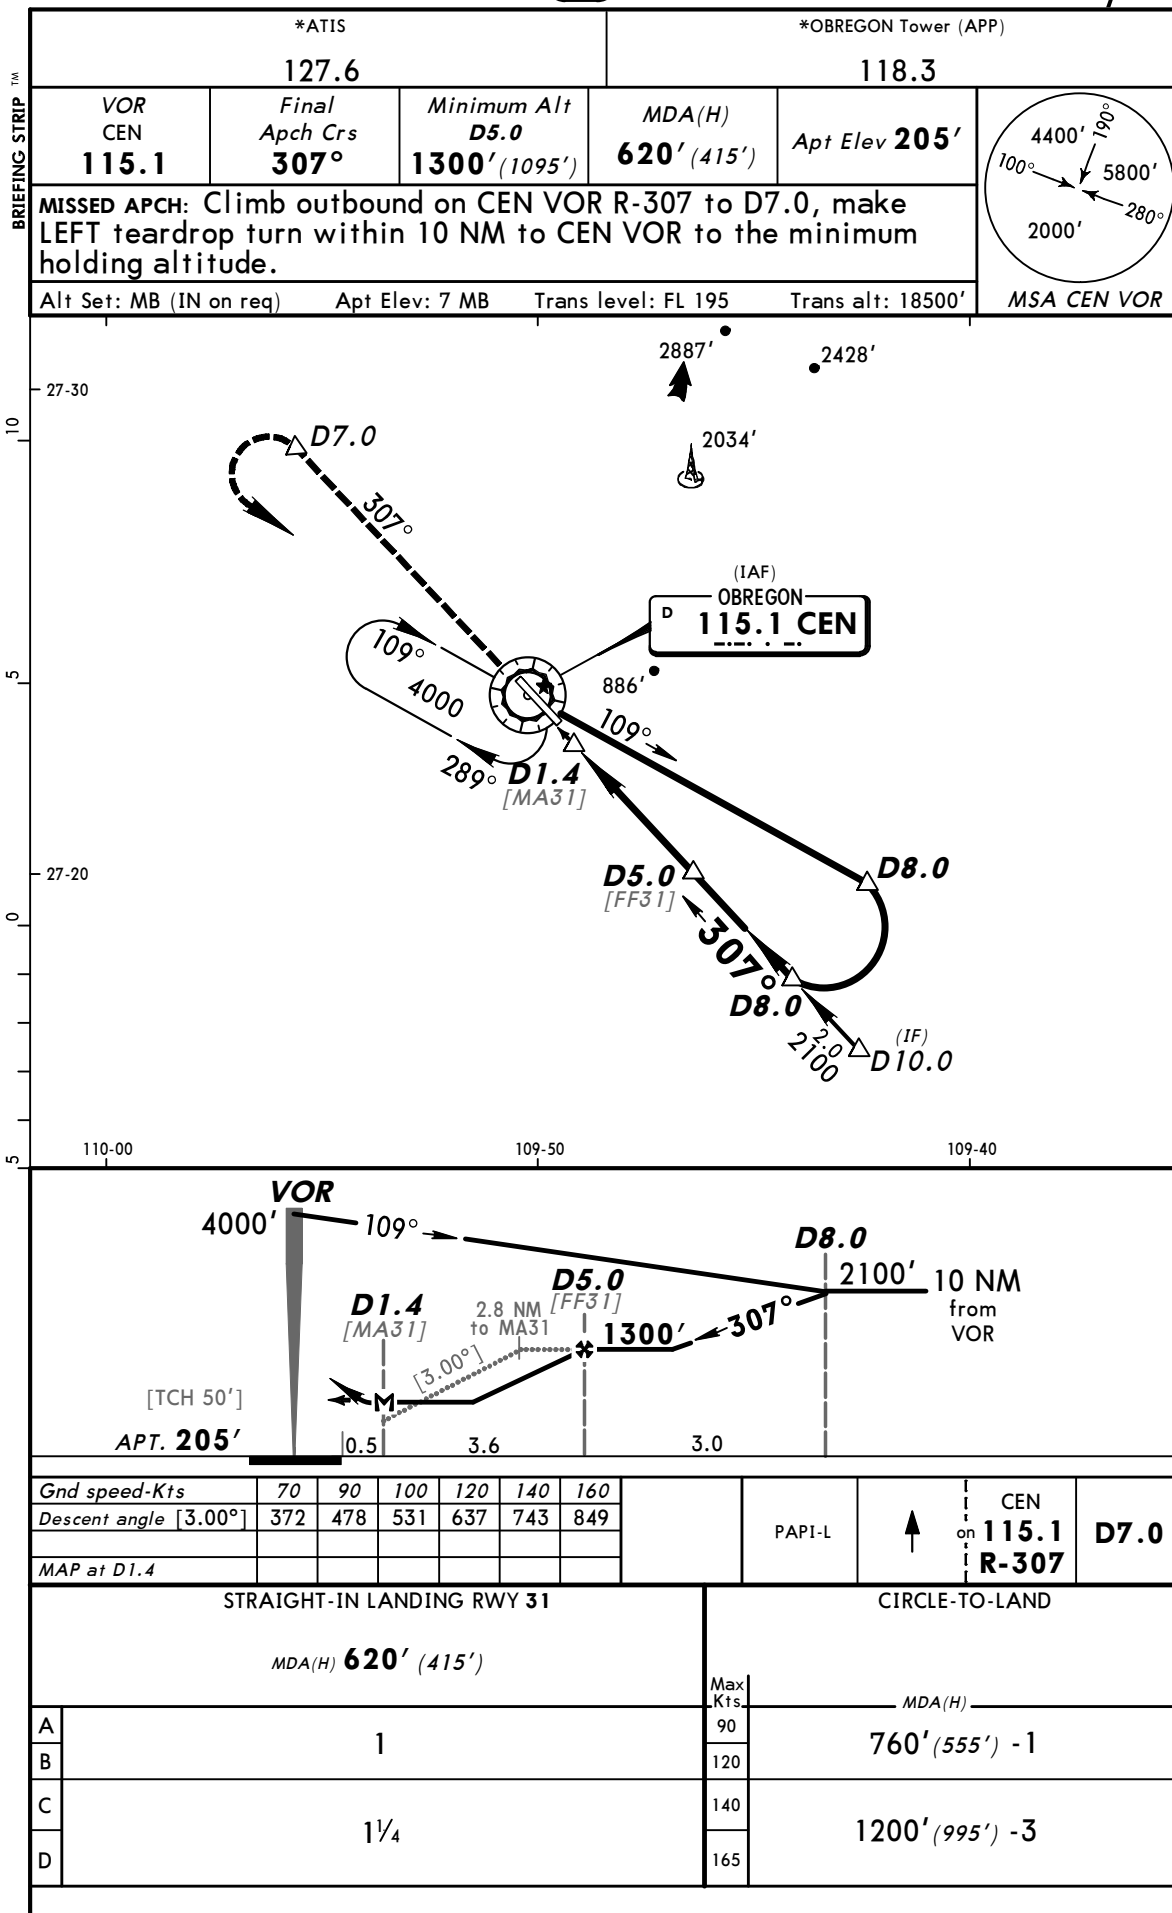 *ATIS
127.6
*OBREGON Tower (APP)
118.3
BRIEFING STRIP TM
VOR
CEN
115.1
Final
Apch Crs
307°
Minimum Alt
D5.0
1300' (1095')
MDA(H)
620' (415')
Apt Elev 205'
MISSED APCH: Climb outbound on CEN VOR R-307 to D7.0, make
LEFT teardrop turn within 10 NM to CEN VOR to the minimum
holding altitude.
Alt Set: MB (IN on req) Apt Elev: 7 MB Trans level: FL 195 Trans alt: 18500'
4400'
190°
100°
5800'
280°
2000'
MSA CEN VOR
2887'
2428'
27-30
10
D7.0
2034'
307°
(IAF)
OBREGON
D 115.1 CEN
109°
4000
5
886'
109°
289°
D1.4
[MA31]
27-20
D5.0
[FF31]
D8.0
0
307°
D8.0
2.0
2100
(IF)
D10.0
5
110-00
109-50
109-40
VOR
4000'
109°
D8.0
2100' 10 NM
from
VOR
D5.0
[FF31]
D1.4
[MA31]
2.8 NM
to MA31
1300'
307°
[3.00°]
M
[TCH 50']
APT. 205'
0.5 3.6 3.0
Gnd speed-Kts 70 90 100 120 140 160
Descent angle [3.00°] 372 478 531 637 743 849
MAP at D1.4
PAPI-L
on
CEN
115.1
R-307
D7.0
STRAIGHT-IN LANDING RWY 31
MDA(H) 620' (415')
CIRCLE-TO-LAND
Max
Kts
MDA(H)
A
B
1
90
120
760' (555') -1
C
D
1 1/4
140
165
1200' (995') -3